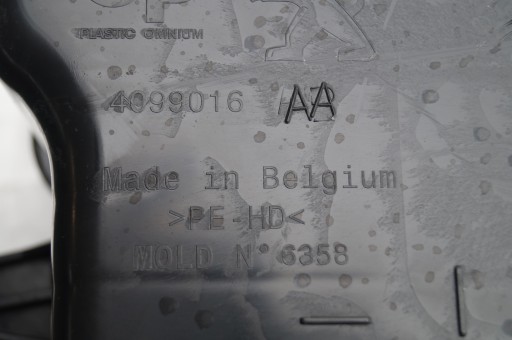 PLASTIC OMNIUM
4099016 AA
Made in Belgium
>PE-HD<
MOLD N° 6358